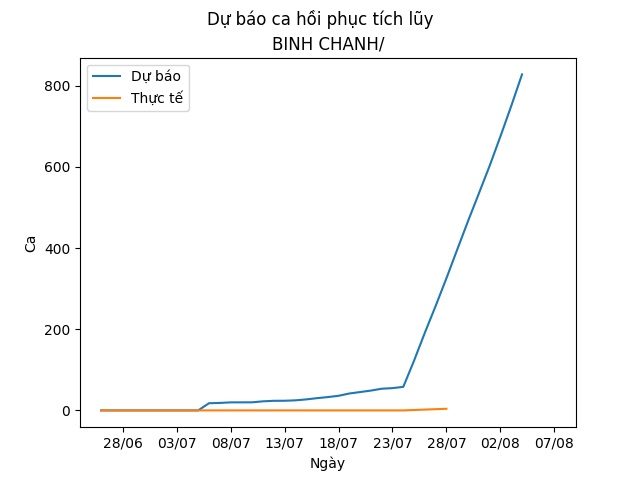 Dự báo ca hồi phục tích lũy
BINH CHANH/
Dự báo
Thực tế
800
600
400
200
0
Ca
28/06 03/07 08/07 13/07 18/07 23/07 28/07 02/08 07/08
Ngày